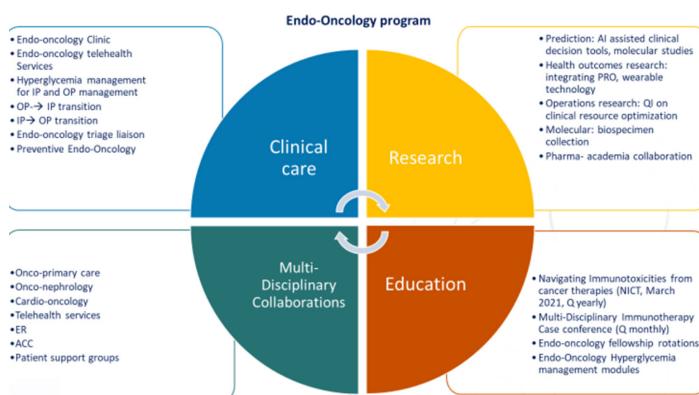 Endo-Oncology program
• Endo-oncology Clinic
• Endo-oncology telehealth
Services
• Hyperglycemia management
for IP and OP management
• OP-→ IP transition
• IP→ OP transition
• Endo-oncology triage liaison
• Preventive Endo-Oncology
Clinical
care
Research
• Prediction: AI assisted clinical
decision tools, molecular studies
• Health outcomes research:
integrating PRO, wearable
technology
• Operations research: QI on
clinical resource optimization
• Molecular: biospecimen
collection
• Pharma- academia collaboration
•Onco-primary care
•Onco-nephrology
•Cardio-oncology
•Telehealth services
•ER
•ACC
•Patient support groups
Multi-
Disciplinary
Collaborations
Education
• Navigating Immunotoxicities from
cancer therapies (NICT, March
2021, Q yearly)
• Multi-Disciplinary Immunotherapy
Case conference (Q monthly)
• Endo-oncology fellowship rotations
• Endo-Oncology Hyperglycemia
management modules